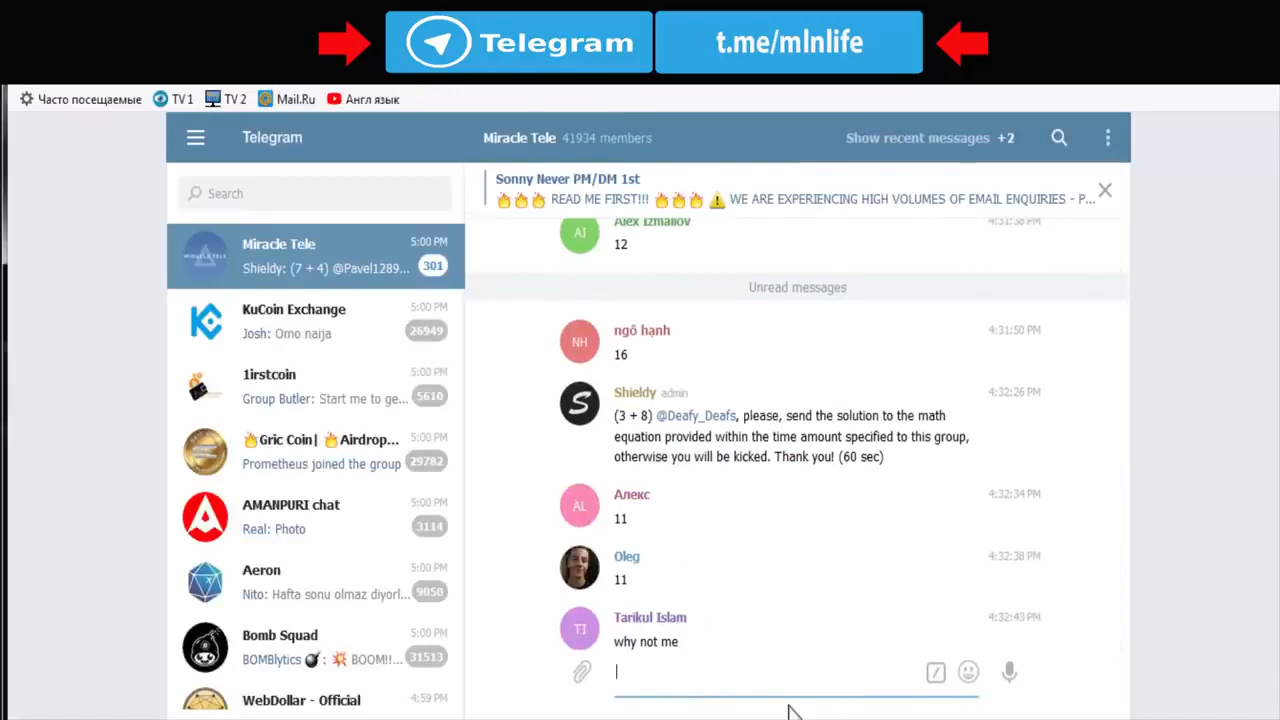 Telegram
t.me/mlnlife
Часто посещаемые
TV 1
TV 2
Mail.Ru
Англ язык
Telegram
Miracle Tele 41934 members
Show recent messages +2
Search
Sonny Never PM/DM 1st
🔥🔥🔥 READ ME FIRST!!! 🔥🔥🔥 ⚠️ WE ARE EXPERIENCING HIGH VOLUMES OF EMAIL ENQUIRIES - P...
Miracle Tele 5:00 PM
Shieldy: (7 + 4) @Pavel1289... 301
KuCoin Exchange 5:00 PM
Josh: Omo naija 26949
1irstcoin 5:00 PM
Group Butler: Start me to ge... 5610
🔥Gric Coin| 🔥Airdrop... 5:00 PM
Prometheus joined the group 29782
AMANPURI chat 5:00 PM
Real: Photo 3114
Aeron 5:00 PM
Nito: Hafta sonu olmaz diyorl... 9050
Bomb Squad 5:00 PM
BOMBlytics 💣: 💥 BOOM!!... 31513
WebDollar - Official 4:59 PM
AI
Alex Izmailov 4:31:38 PM
12
Unread messages
NH
ngô hạnh 4:31:50 PM
16
S
Shieldy admin 4:32:26 PM
(3 + 8) @Deafy_Deafs, please, send the solution to the math
equation provided within the time amount specified to this group,
otherwise you will be kicked. Thank you! (60 sec)
AL
Алекс 4:32:34 PM
11
Oleg 4:32:38 PM
11
TI
Tarikul Islam 4:32:43 PM
why not me